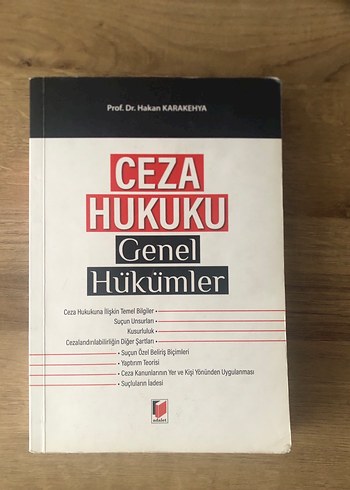 Prof. Dr. Hakan KARAKEHYA
CEZA
HUKUKU
Genel
Hükümler
Ceza Hukukuna İlişkin Temel Bilgiler •
Suçun Unsurları •
Kusurluluk •
Cezalandırılabilirliğin Diğer Şartları •
• Suçun Özel Beliriş Biçimleri
• Yaptırım Teorisi
• Ceza Kanunlarının Yer ve Kişi Yönünden Uygulanması
• Suçluların İadesi
adalet